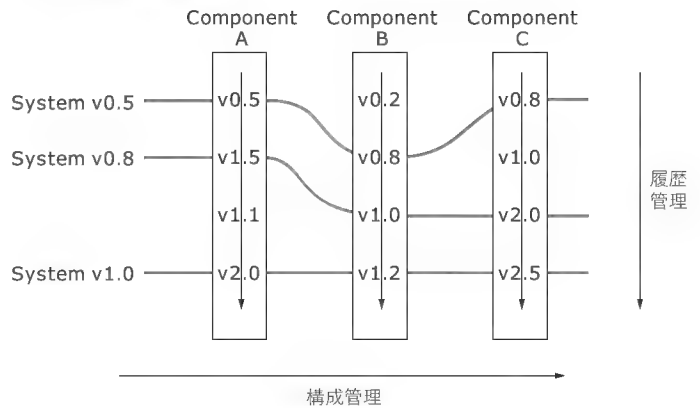 Component A
Component B
Component C
System v0.5
v0.5
v0.2
v0.8
System v0.8
v1.5
v0.8
v1.0
v1.1
v1.0
v2.0
System v1.0
v2.0
v1.2
v2.5
履歴
管理
構成管理